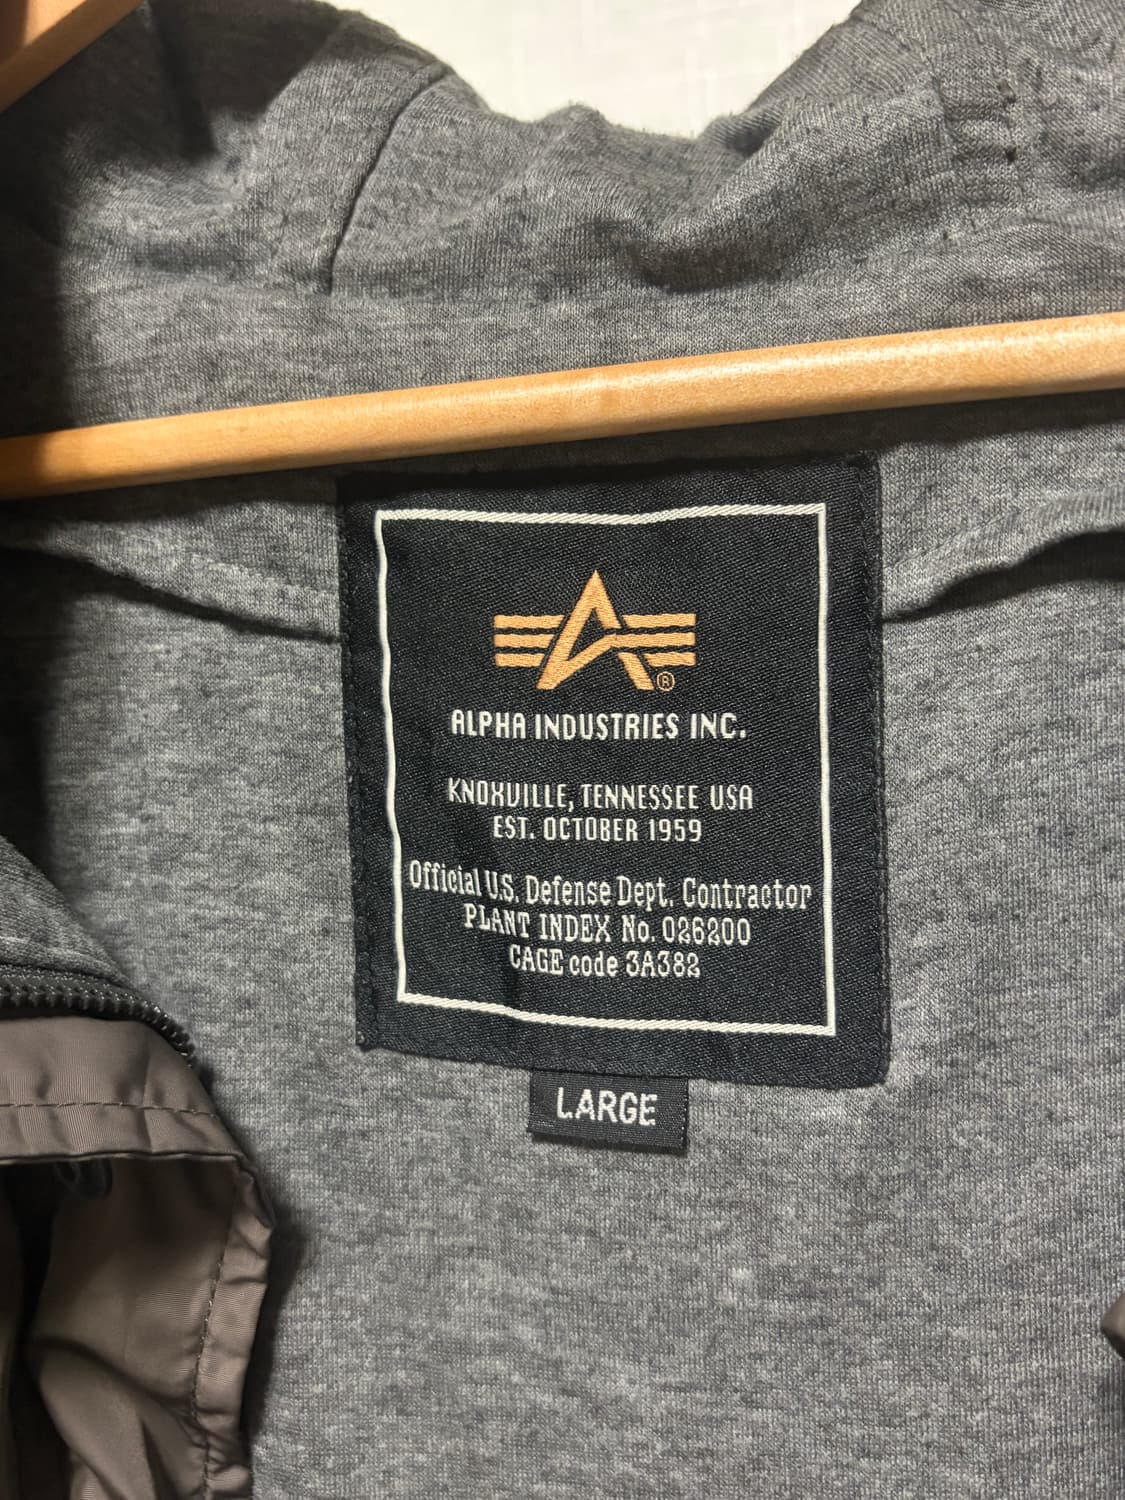 ®
ALPHA INDUSTRIES INC.
KNOXVILLE, TENNESSEE USA
EST. OCTOBER 1959
Official U.S. Defense Dept. Contractor
PLANT INDEX No. 026200
CAGE code 3A382
LARGE